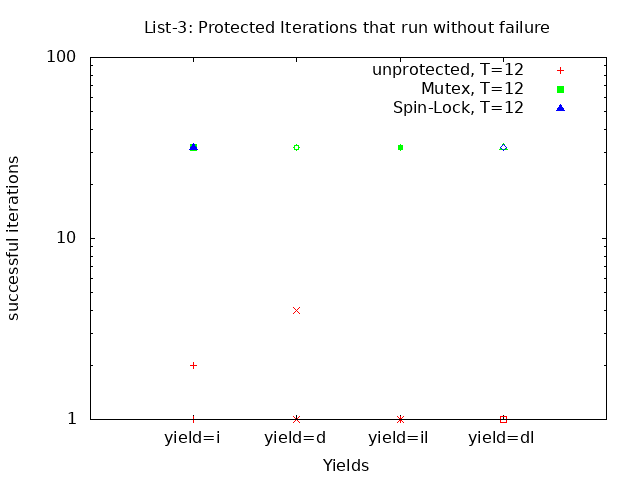 List-3: Protected Iterations that run without failure
100
unprotected, T=12
Mutex, T=12
Spin-Lock, T=12
successful iterations
10
1
yield=i yield=d yield=il yield=dl
Yields